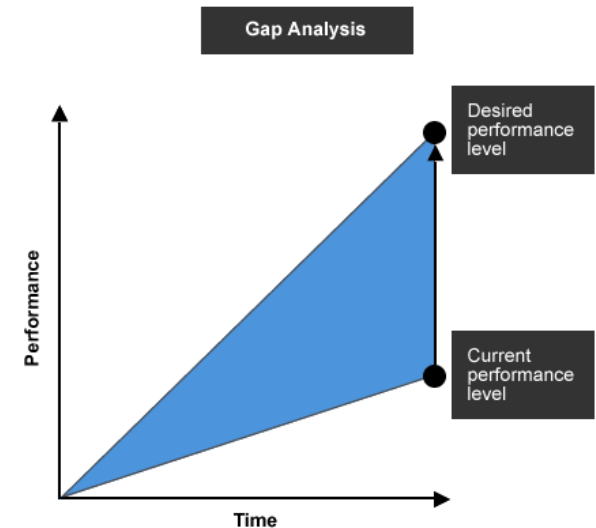 Gap Analysis
Desired
performance
level
Performance
Current
performance
level
Time